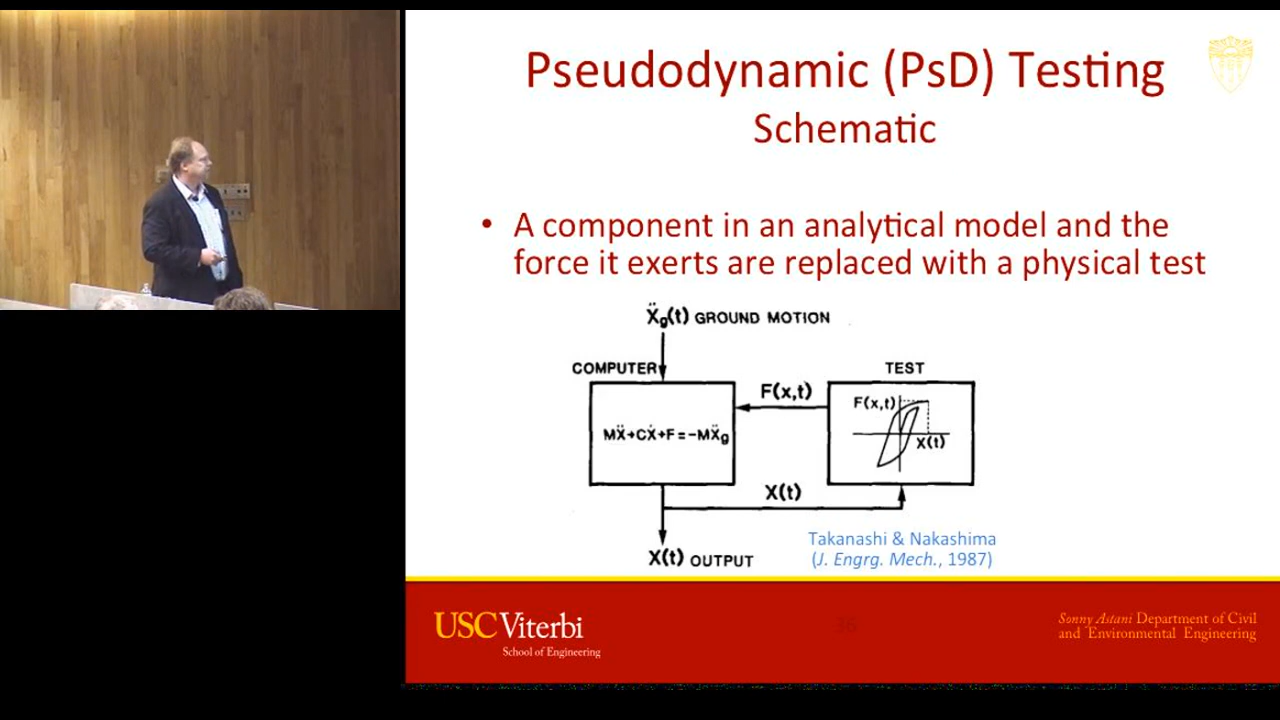 Pseudodynamic (PsD) Testing
Schematic
• A component in an analytical model and the
force it exerts are replaced with a physical test
Ẍg(t) GROUND MOTION
COMPUTER
TEST
F(x,t)
F(x,t)
MẌ+CẊ+F=-MẌg
X(t)
X(t)
X(t) OUTPUT
Takanashi & Nakashima
(J. Engrg. Mech., 1987)
USC Viterbi
School of Engineering
36
Sonny Astani Department of Civil
and Environmental Engineering